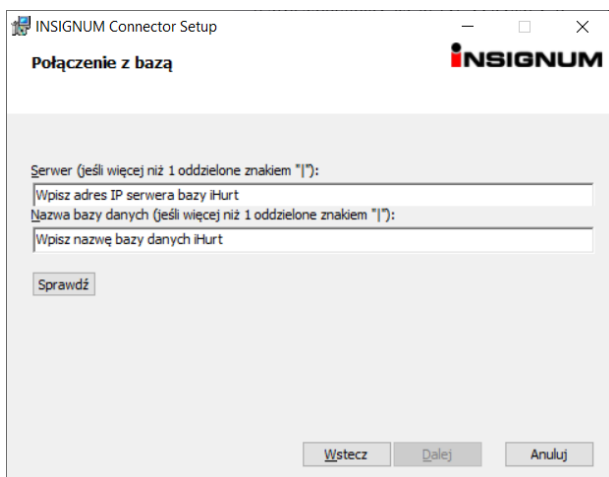 INSIGNUM Connector Setup
Połączenie z bazą
INSIGNUM
Serwer (jeśli więcej niż 1 oddzielone znakiem "|"):
Wpisz adres IP serwera bazy iHurt
Nazwa bazy danych (jeśli więcej niż 1 oddzielone znakiem "|"):
Wpisz nazwę bazy danych iHurt
Sprawdź
Wstecz Dalej Anuluj